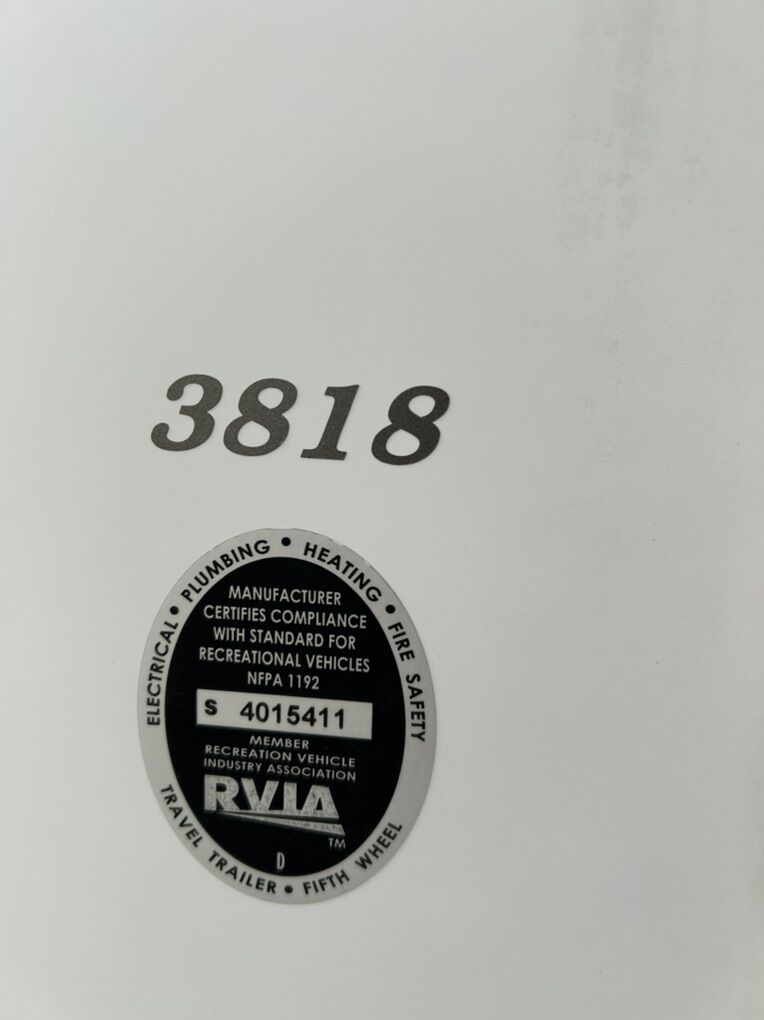 3818
ELECTRICAL • PLUMBING • HEATING • FIRE SAFETY
MANUFACTURER
CERTIFIES COMPLIANCE
WITH STANDARD FOR
RECREATIONAL VEHICLES
NFPA 1192
S 4015411
MEMBER
RECREATION VEHICLE
INDUSTRY ASSOCIATION
RVIA
TM
D
TRAVEL TRAILER • FIFTH WHEEL